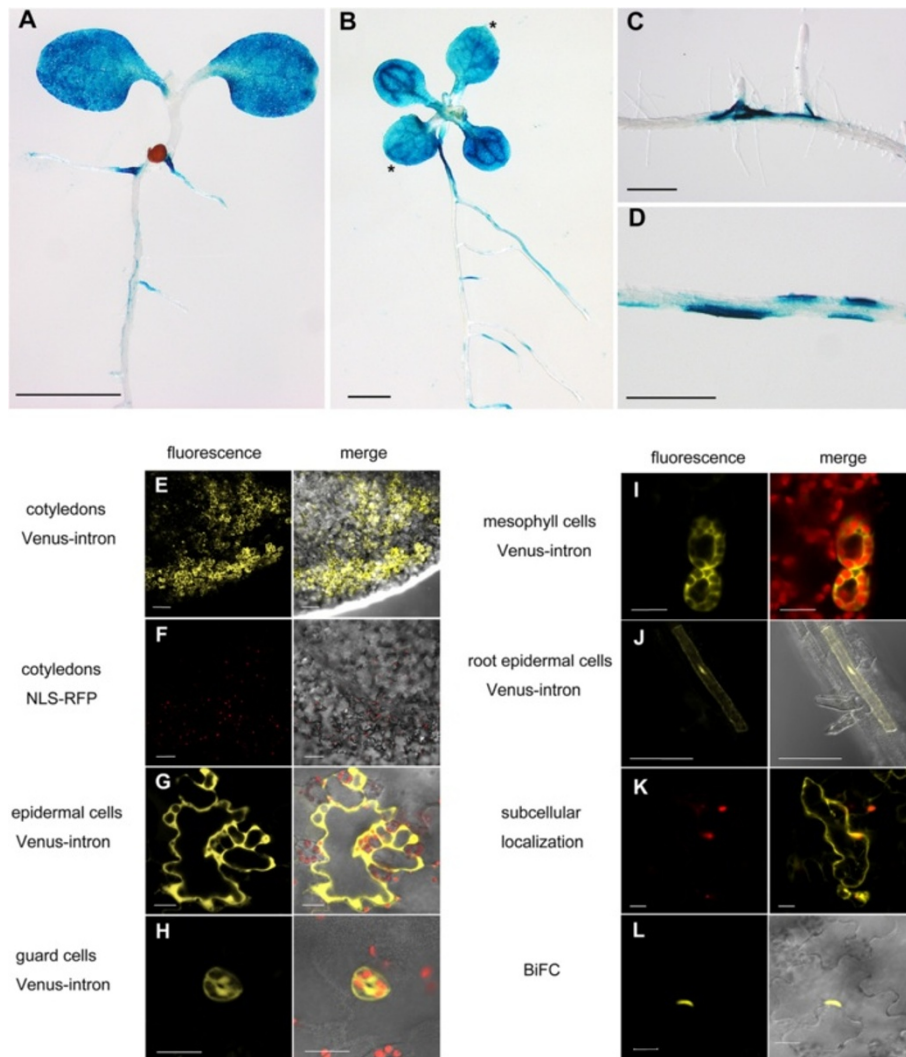 A
B
*
*
C
D
fluorescence merge
cotyledons
Venus-intron
E
cotyledons
NLS-RFP
F
epidermal cells
Venus-intron
G
guard cells
Venus-intron
H
fluorescence merge
mesophyll cells
Venus-intron
I
root epidermal cells
Venus-intron
J
subcellular
localization
K
BiFC
L